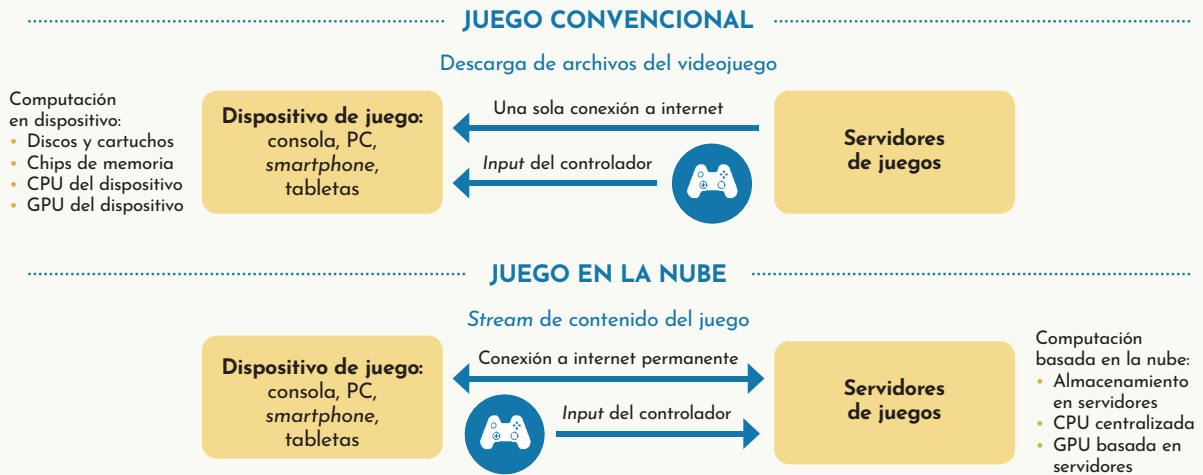 JUEGO CONVENCIONAL
Descarga de archivos del videojuego
Computación
en dispositivo:
• Discos y cartuchos
• Chips de memoria
• CPU del dispositivo
• GPU del dispositivo
Dispositivo de juego:
consola, PC,
smartphone,
tabletas
Una sola conexión a internet
Input del controlador
Servidores
de juegos
JUEGO EN LA NUBE
Stream de contenido del juego
Dispositivo de juego:
consola, PC,
smartphone,
tabletas
Conexión a internet permanente
Input del controlador
Servidores
de juegos
Computación
basada en la nube:
• Almacenamiento
en servidores
• CPU centralizada
• GPU basada en
servidores